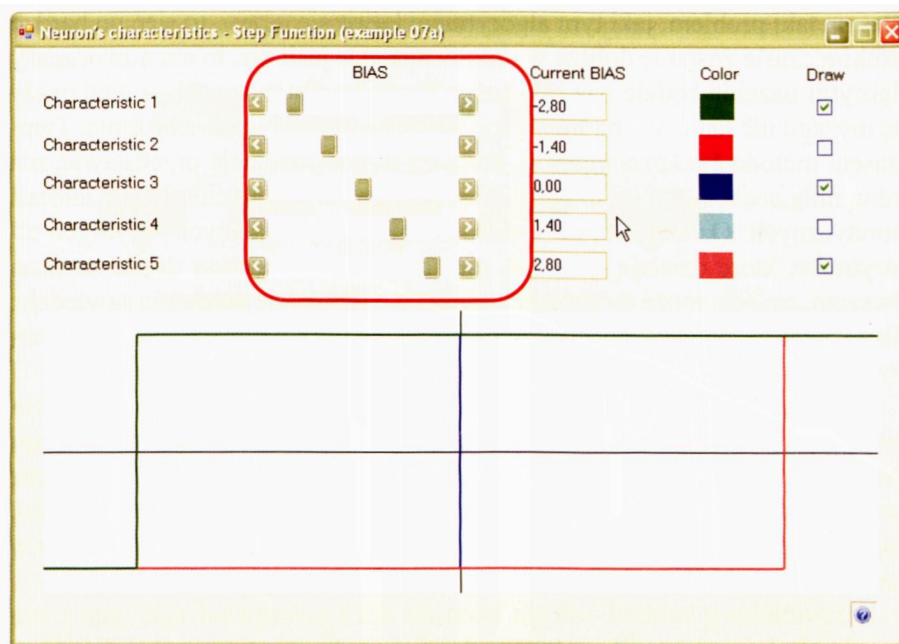 Neuron's characteristics - Step Function (example 07a)
BIAS Current BIAS Color Draw
Characteristic 1 -2,80
Characteristic 2 -1,40
Characteristic 3 0,00
Characteristic 4 1,40
Characteristic 5 2,80